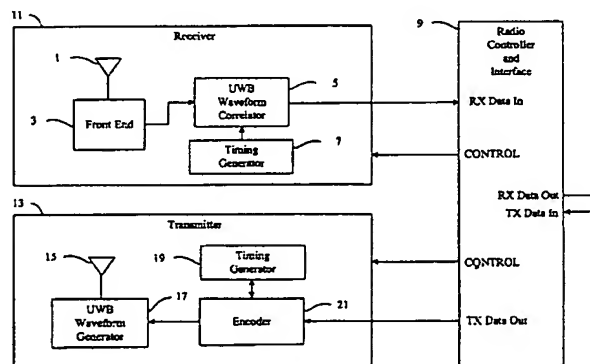 11
Receiver
1
3
Front End
UWB
Waveform
Correlator
5
Timing
Generator
7
9
Radio
Controller
and
Interface
RX Data In
CONTROL
RX Data Out
TX Data In
13
Transmitter
15
UWB
Waveform
Generator
17
19
Timing
Generator
Encoder
21
CONTROL
TX Data Out